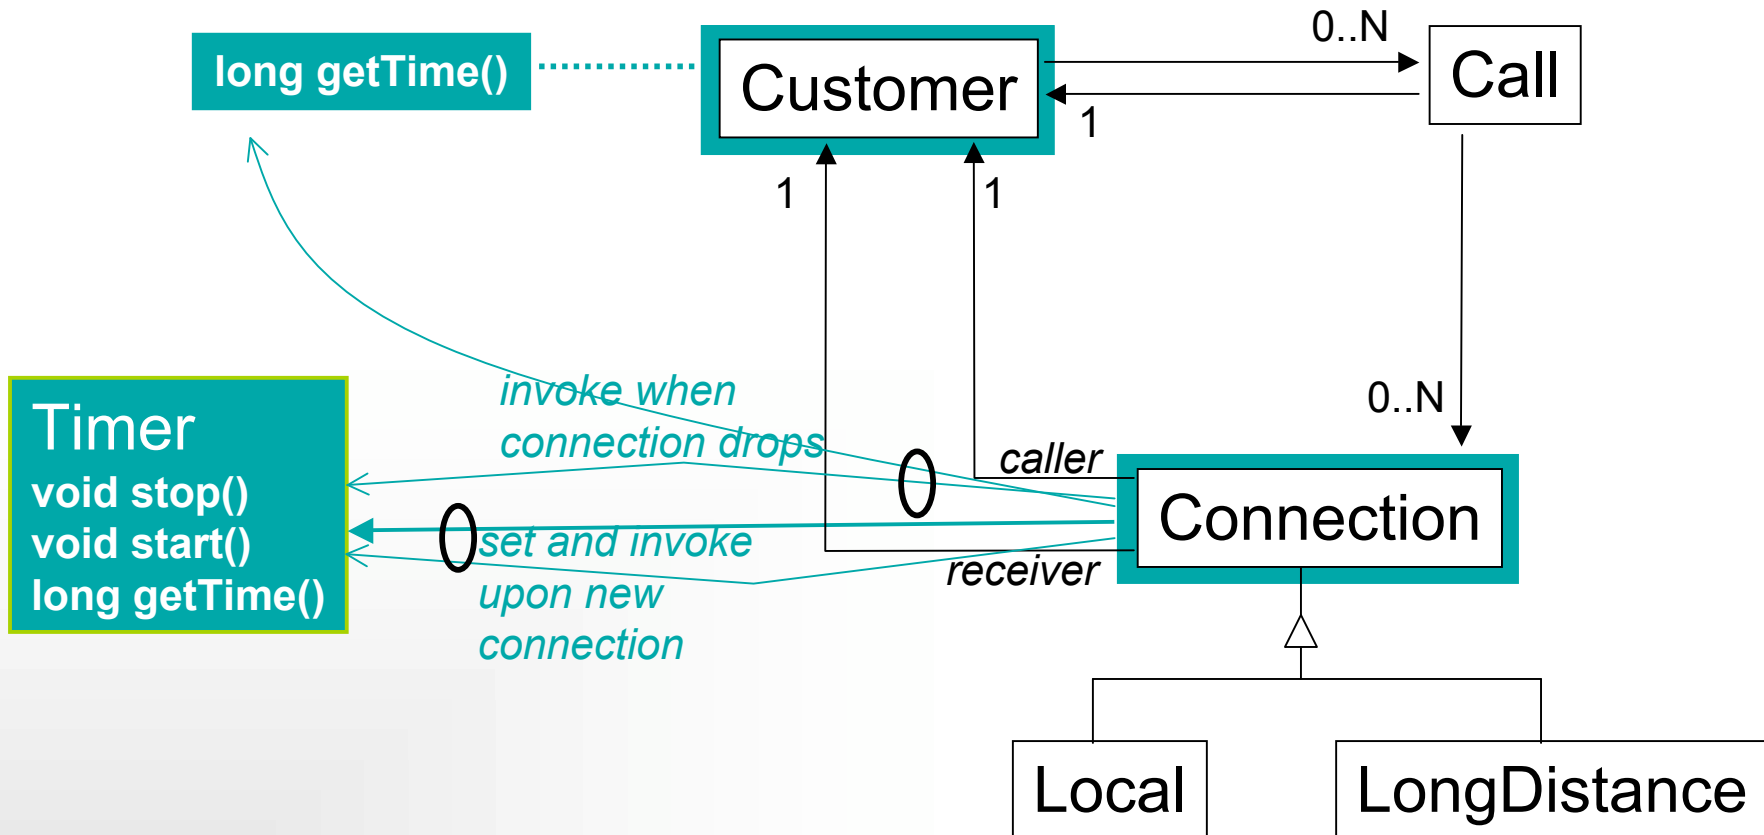 0..N
long getTime()
Customer
Call
1
1
1
invoke when
connection drops
0..N
Timer
void stop()
void start()
long getTime()
caller
Connection
set and invoke
upon new
connection
receiver
Local
LongDistance